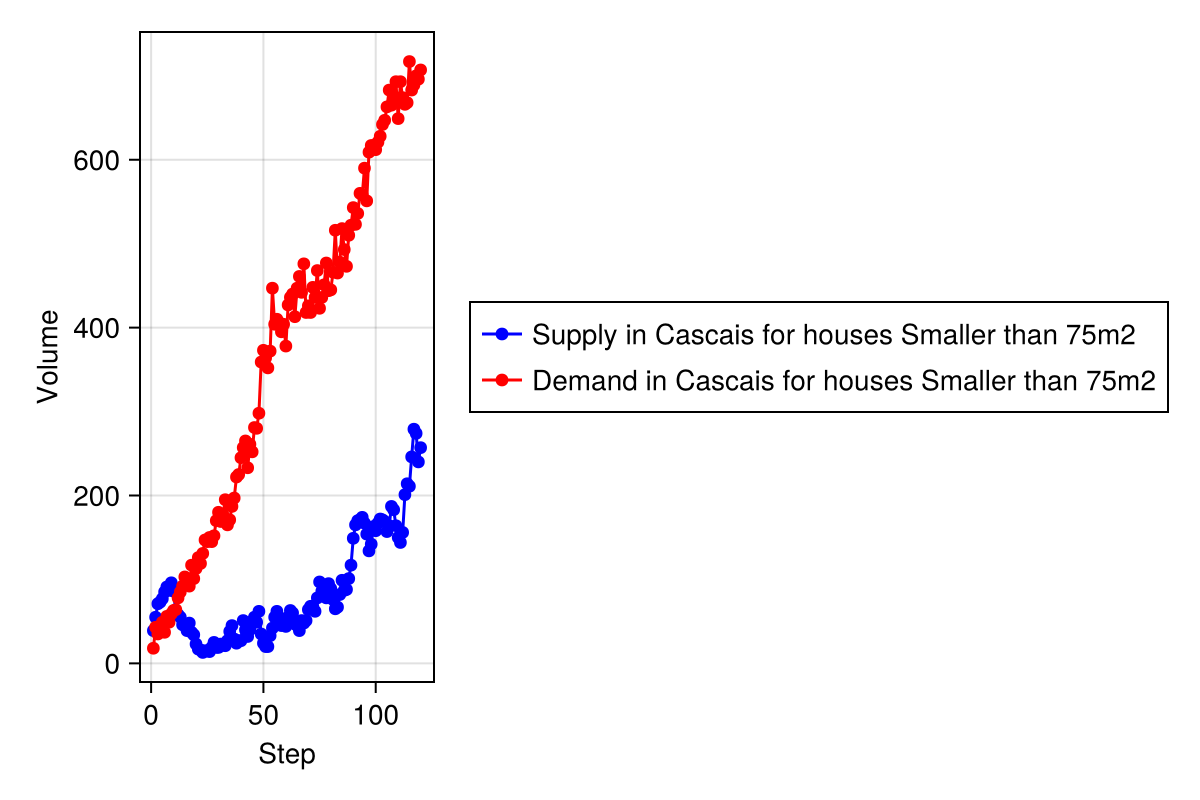 Volume
600
400
200
0
0 50 100
Step
Supply in Cascais for houses Smaller than 75m2
Demand in Cascais for houses Smaller than 75m2